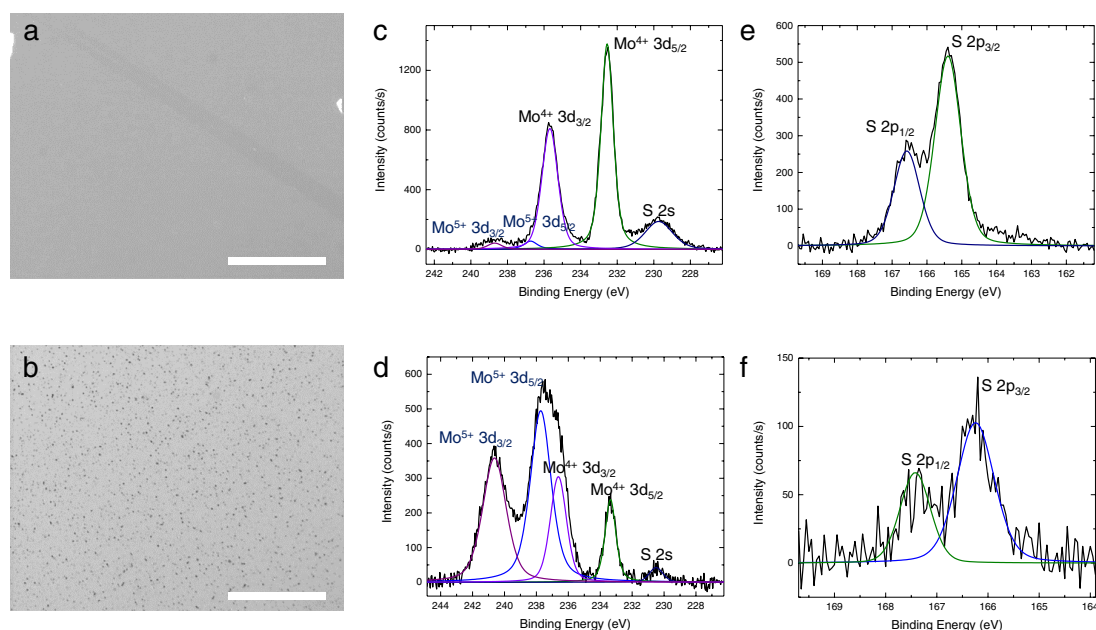 a
c
Mo⁴⁺ 3d₅/₂
Mo⁴⁺ 3d₃/₂
Mo⁵⁺ 3d₃/₂
Mo⁵⁺ 3d₅/₂
S 2s
Intensity (counts/s)
1200
800
400
0
242 240 238 236 234 232 230 228
Binding Energy (eV)
e
S 2p₃/₂
S 2p₁/₂
Intensity (counts/s)
600
500
400
300
200
100
0
169 168 167 166 165 164 163 162
Binding Energy (eV)
b
d
Mo⁵⁺ 3d₅/₂
Mo⁵⁺ 3d₃/₂
Mo⁴⁺ 3d₃/₂
Mo⁴⁺ 3d₅/₂
S 2s
Intensity (counts/s)
600
500
400
300
200
100
0
244 242 240 238 236 234 232 230 228
Binding Energy (eV)
f
S 2p₃/₂
S 2p₁/₂
Intensity (counts/s)
150
100
50
0
169 168 167 166 165 164
Binding Energy (eV)